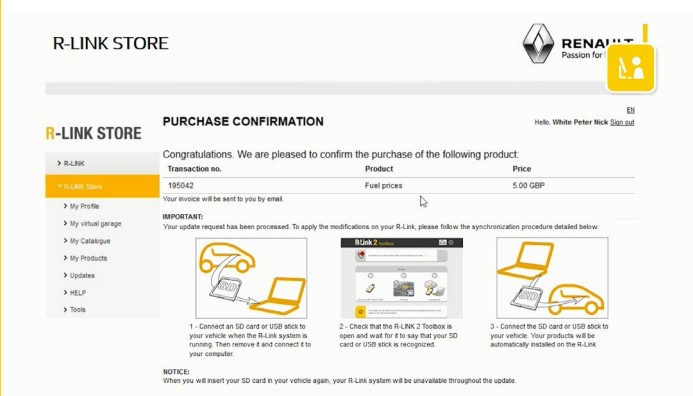 R-LINK STORE
RENAULT
Passion for
EN
Hello, White Peter Nick Sign out
R-LINK STORE
> R-LINK
R-LINK Store
> My Profile
> My virtual garage
> My Catalogue
> My Products
> Updates
> HELP
> Tools
PURCHASE CONFIRMATION
Congratulations. We are pleased to confirm the purchase of the following product:
Transaction no. Product Price
195042 Fuel prices 5.00 GBP
Your invoice will be sent to you by email.
IMPORTANT:
Your update request has been processed. To apply the modifications on your R-Link, please follow the synchronization procedure detailed below:
SD
R-Link 2 toolbox
SD
1 - Connect an SD card or USB stick to
your vehicle when the R-Link system is
running. Then remove it and connect it to
your computer.
2 - Check that the R-LINK 2 Toolbox is
open and wait for it to say that your SD
card or USB stick is recognized.
3 - Connect the SD card or USB stick to
your vehicle. Your products will be
automatically installed on the R-Link
NOTICE:
When you will insert your SD card in your vehicle again, your R-Link system will be unavailable throughout the update.